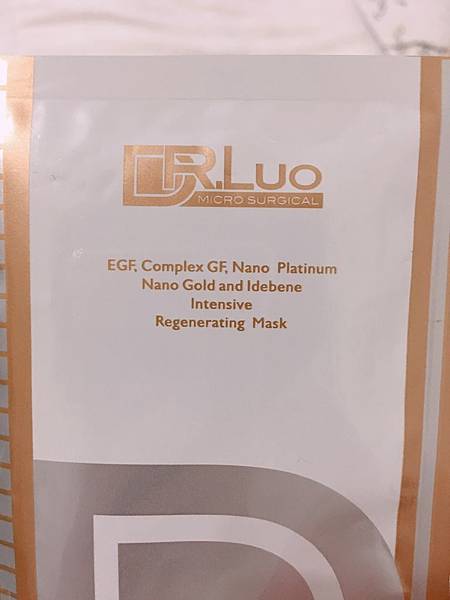 DR.LUO
MICRO SURGICAL
EGF, Complex GF, Nano Platinum
Nano Gold and Idebene
Intensive
Regenerating Mask